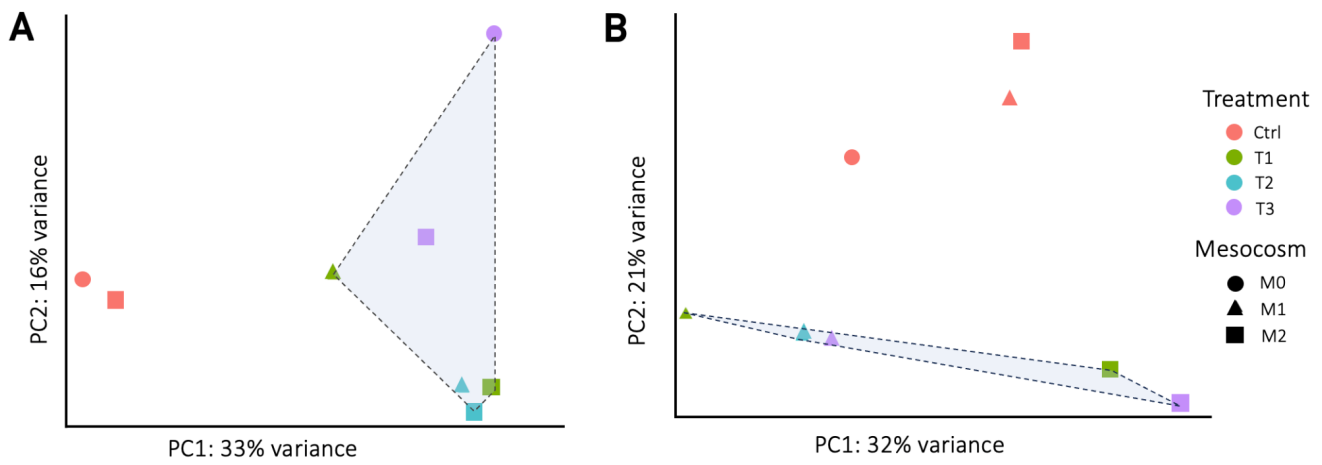 A
PC2: 16% variance
PC1: 33% variance
B
PC2: 21% variance
PC1: 32% variance
Treatment
Ctrl
T1
T2
T3
Mesocosm
M0
M1
M2